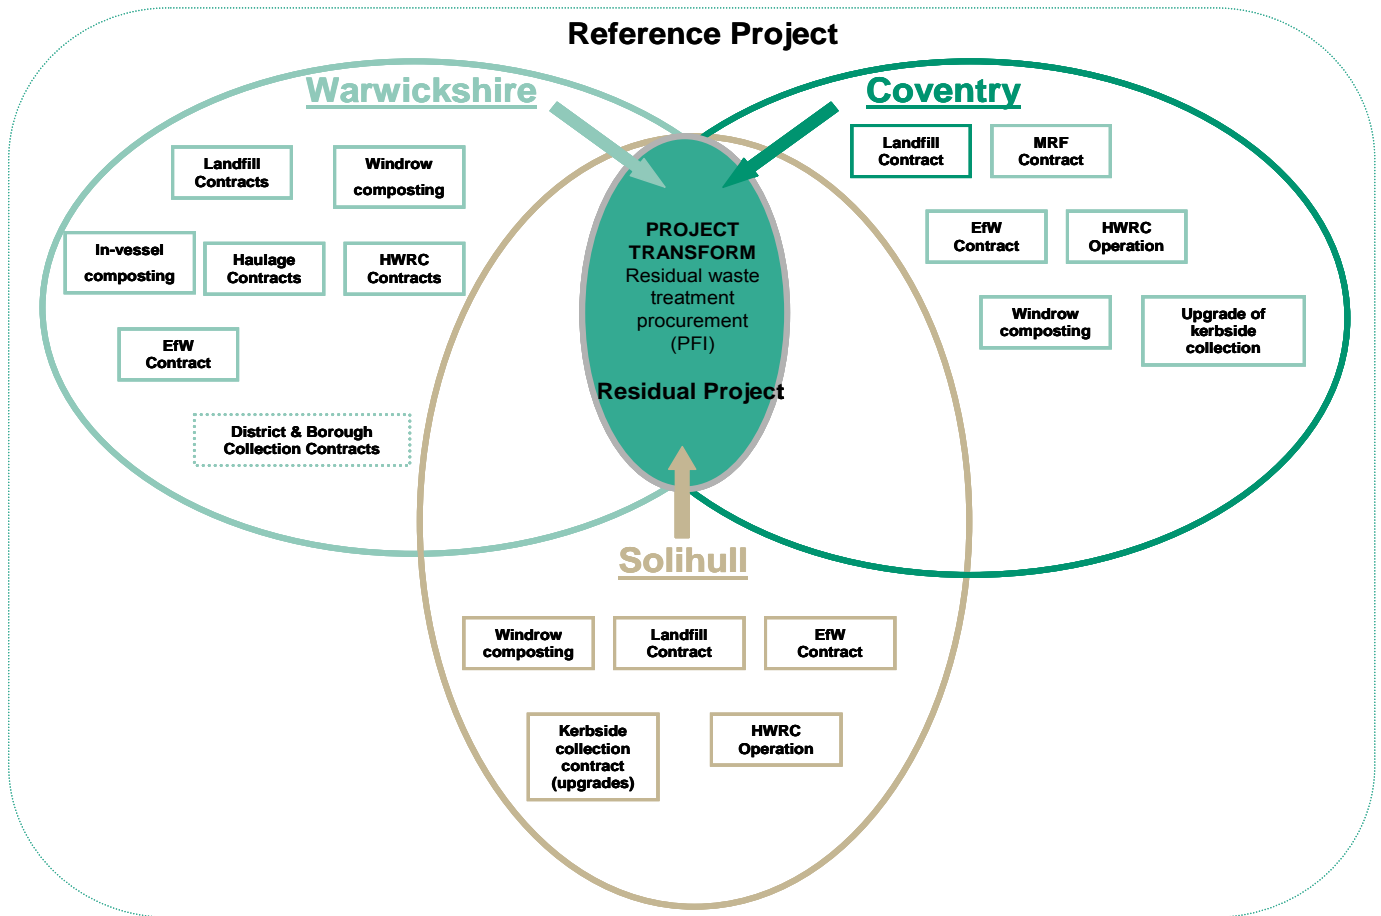 Reference Project
Warwickshire
Coventry
Landfill
Contracts
Windrow
composting
In-vessel
composting
Haulage
Contracts
HWRC
Contracts
EfW
Contract
District & Borough
Collection Contracts
PROJECT
TRANSFORM
Residual waste
treatment
procurement
(PFI)
Residual Project
Landfill
Contract
MRF
Contract
EfW
Contract
HWRC
Operation
Windrow
composting
Upgrade of
kerbside
collection
Solihull
Windrow
composting
Landfill
Contract
EfW
Contract
Kerbside
collection
contract
(upgrades)
HWRC
Operation